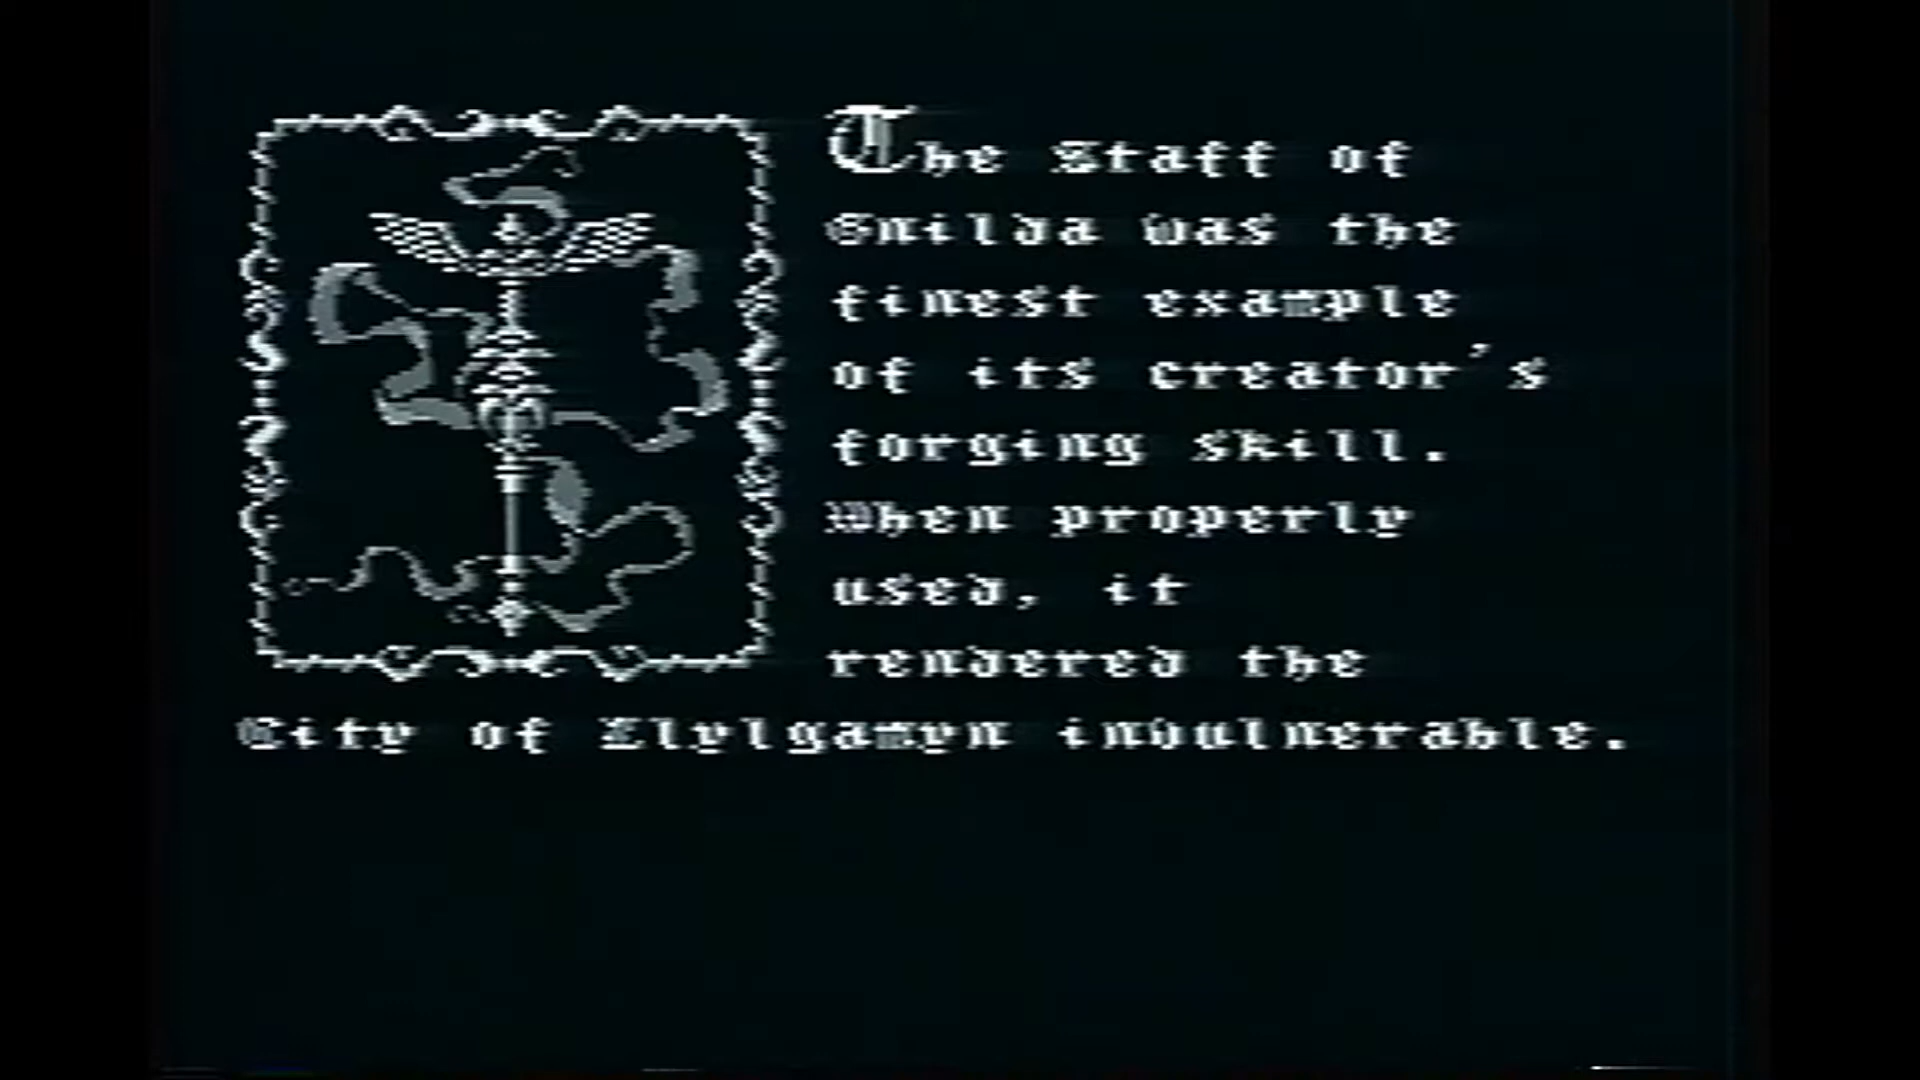 The Staff of
Gnilda was the
finest example
of its creator's
forging skill.
When properly
used, it
rendered the
City of Llylgamyn invulnerable.